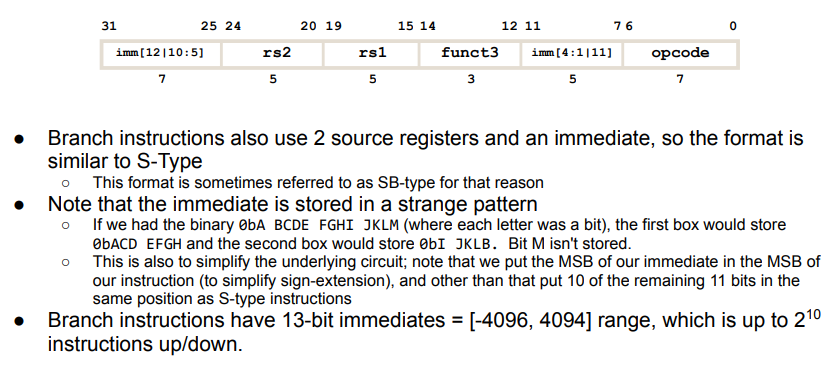 31 25 24 20 19 15 14 12 11 7 6 0
imm[12|10:5] rs2 rs1 funct3 imm[4:1|11] opcode
7 5 5 3 5 7
● Branch instructions also use 2 source registers and an immediate, so the format is
similar to S-Type
○ This format is sometimes referred to as SB-type for that reason
● Note that the immediate is stored in a strange pattern
○ If we had the binary 0bA BCDE FGHI JKLM (where each letter was a bit), the first box would store
0bACD EFGH and the second box would store 0bI JKLB. Bit M isn't stored.
○ This is also to simplify the underlying circuit; note that we put the MSB of our immediate in the MSB of
our instruction (to simplify sign-extension), and other than that put 10 of the remaining 11 bits in the
same position as S-type instructions
● Branch instructions have 13-bit immediates = [-4096, 4094] range, which is up to 2¹⁰
instructions up/down.